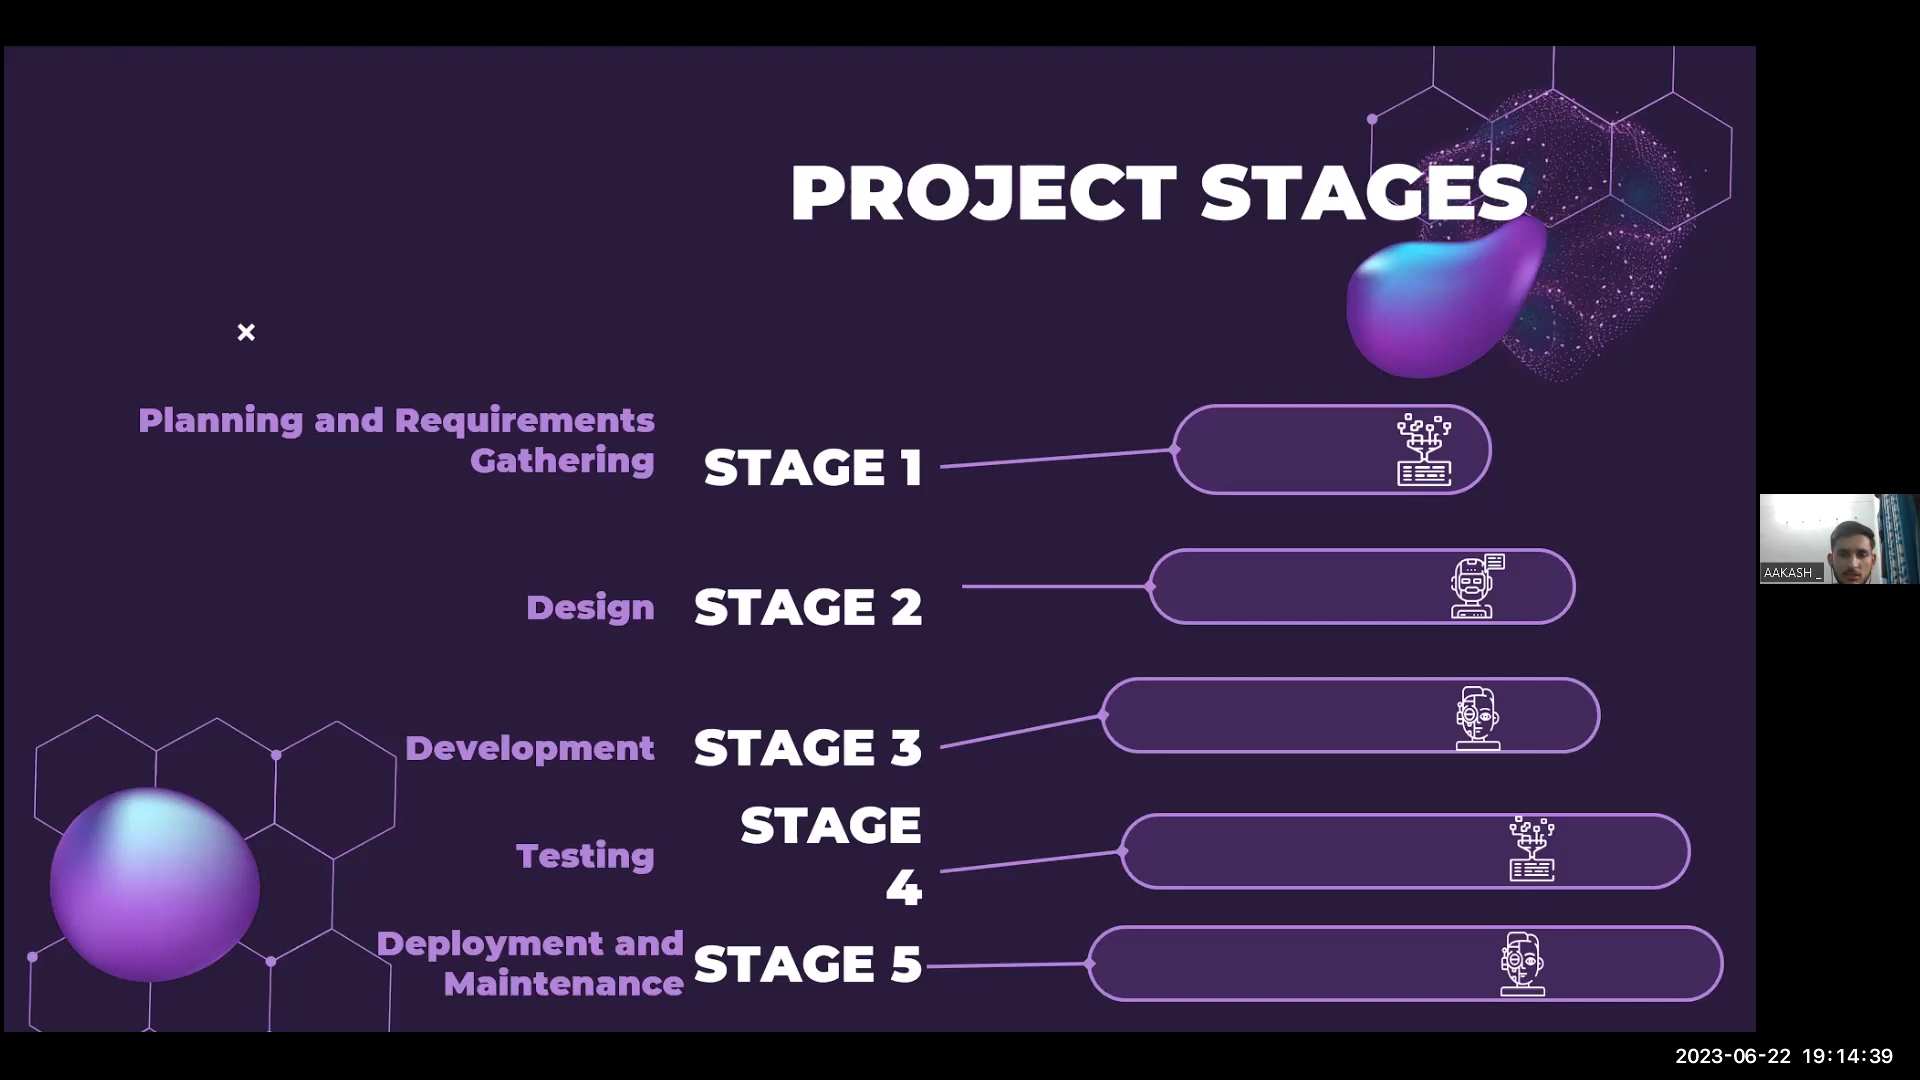 PROJECT STAGES
Planning and Requirements
Gathering
STAGE 1
Design
STAGE 2
Development
STAGE 3
Testing
STAGE
4
Deployment and
Maintenance
STAGE 5
AAKASH _
2023-06-22 19:14:39